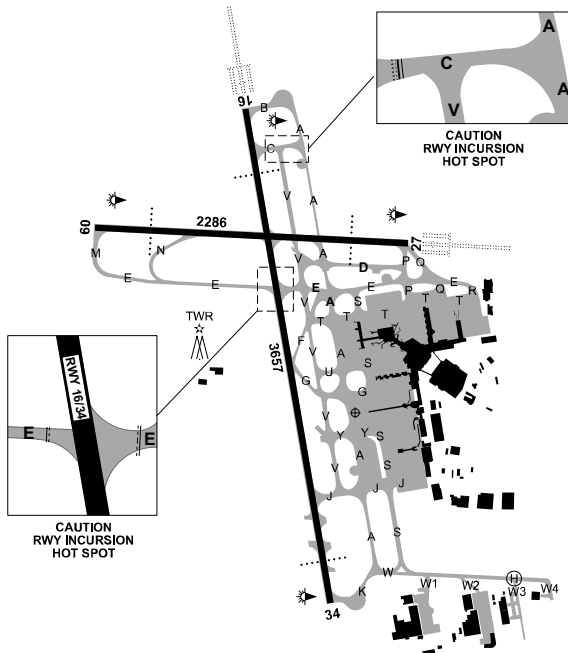 16
B
A
C
V
A
A
C
V
A
CAUTION
RWY INCURSION
HOT SPOT
09
2286
27
M
N
E
E
V
A
D
P
Q
E
R
E
V
A
S
E
P
Q
T
T
T
T
T
TWR
3657
F
V
A
S
G
U
G
V
Y
Y
S
V
A
S
J
J
J
RWY 16/34
E
E
CAUTION
RWY INCURSION
HOT SPOT
A
S
W
K
34
W1
W2
H
W3
W4